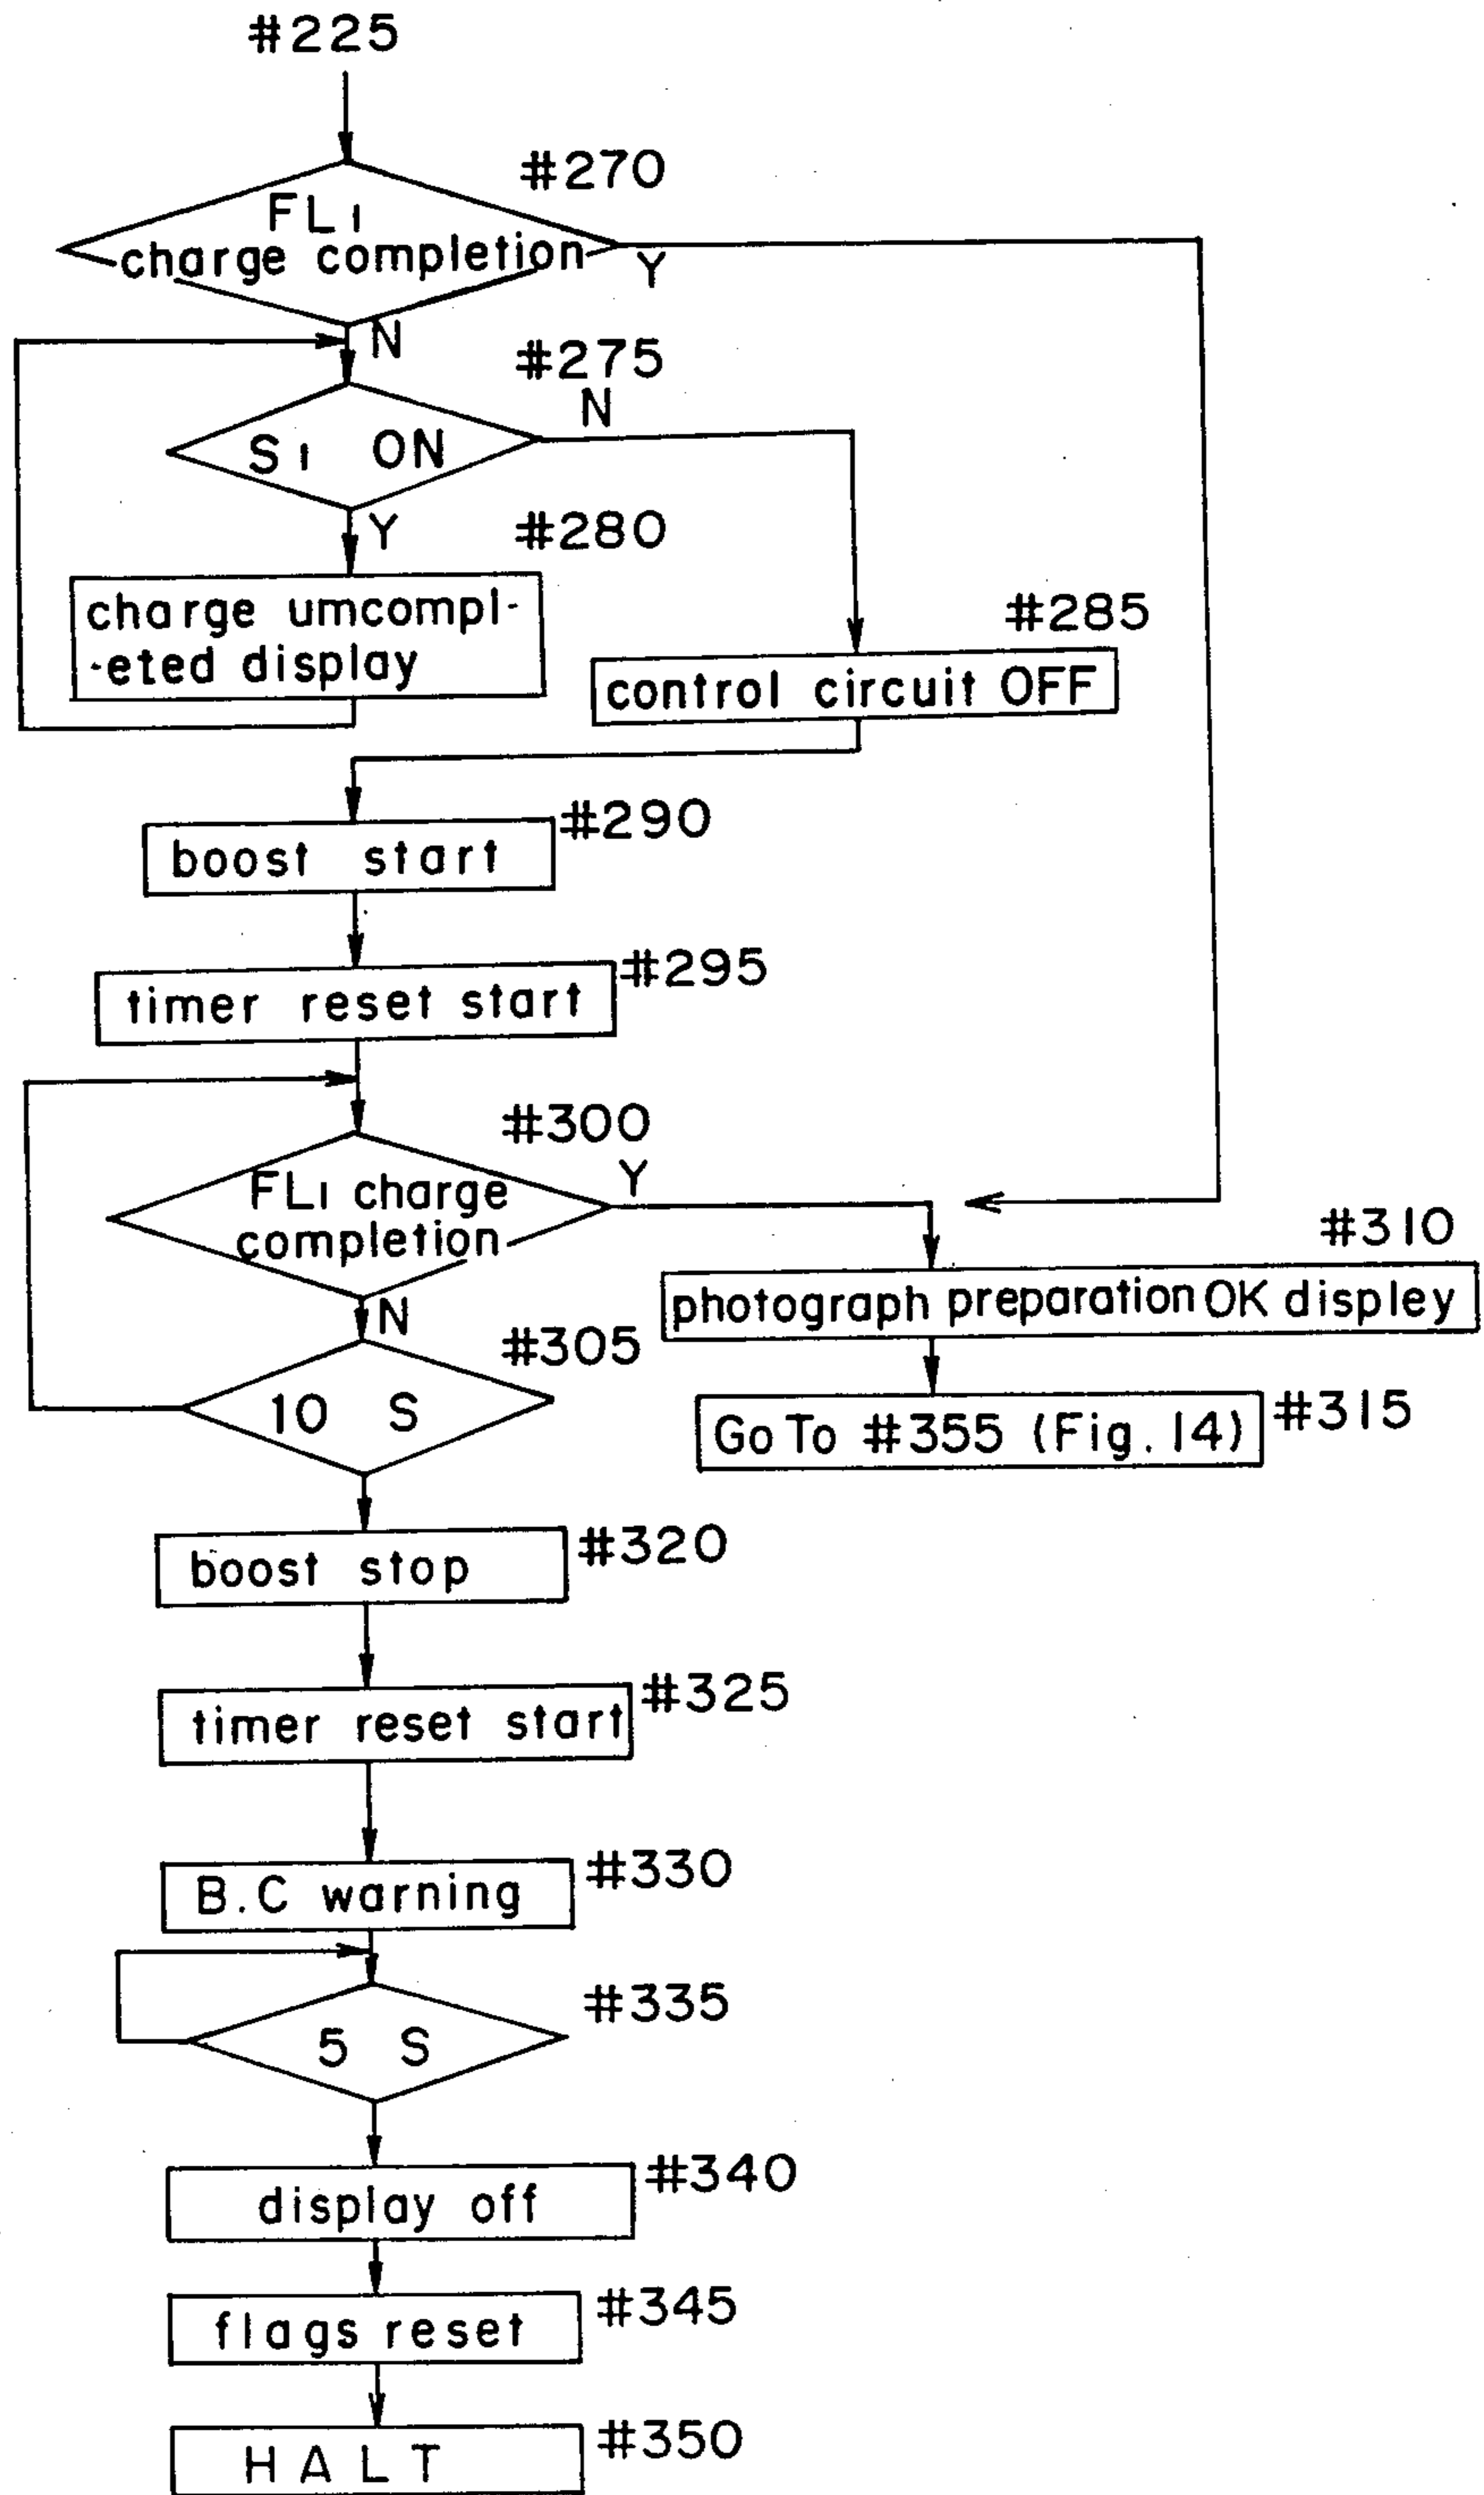 #225
#270
FL1
charge completion
Y
N
#275
N
S1 ON
Y
#280
charge umcompl-
-eted display
#285
control circuit OFF
#290
boost start
#295
timer reset start
#300
Y
FL1 charge
completion
#310
photograph preparation OK displey
N
#305
10 S
Go To #355 (Fig. 14)
#315
#320
boost stop
#325
timer reset start
#330
B.C warning
#335
5 S
#340
display off
#345
flags reset
#350
HALT